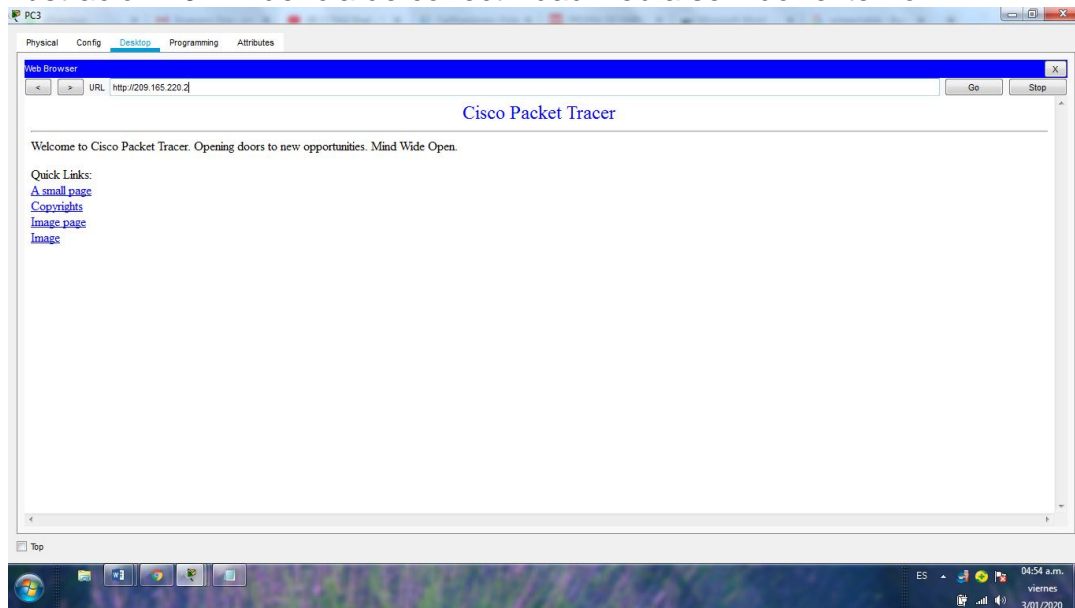 PC3
Physical Config Desktop Programming Attributes
Web Browser
X
< > URL http://209.165.220.2 Go Stop
Cisco Packet Tracer
Welcome to Cisco Packet Tracer. Opening doors to new opportunities. Mind Wide Open.
Quick Links:
A small page
Copyrights
Image page
Image
Top
ES
04:54 a.m.
viernes
3/01/2020